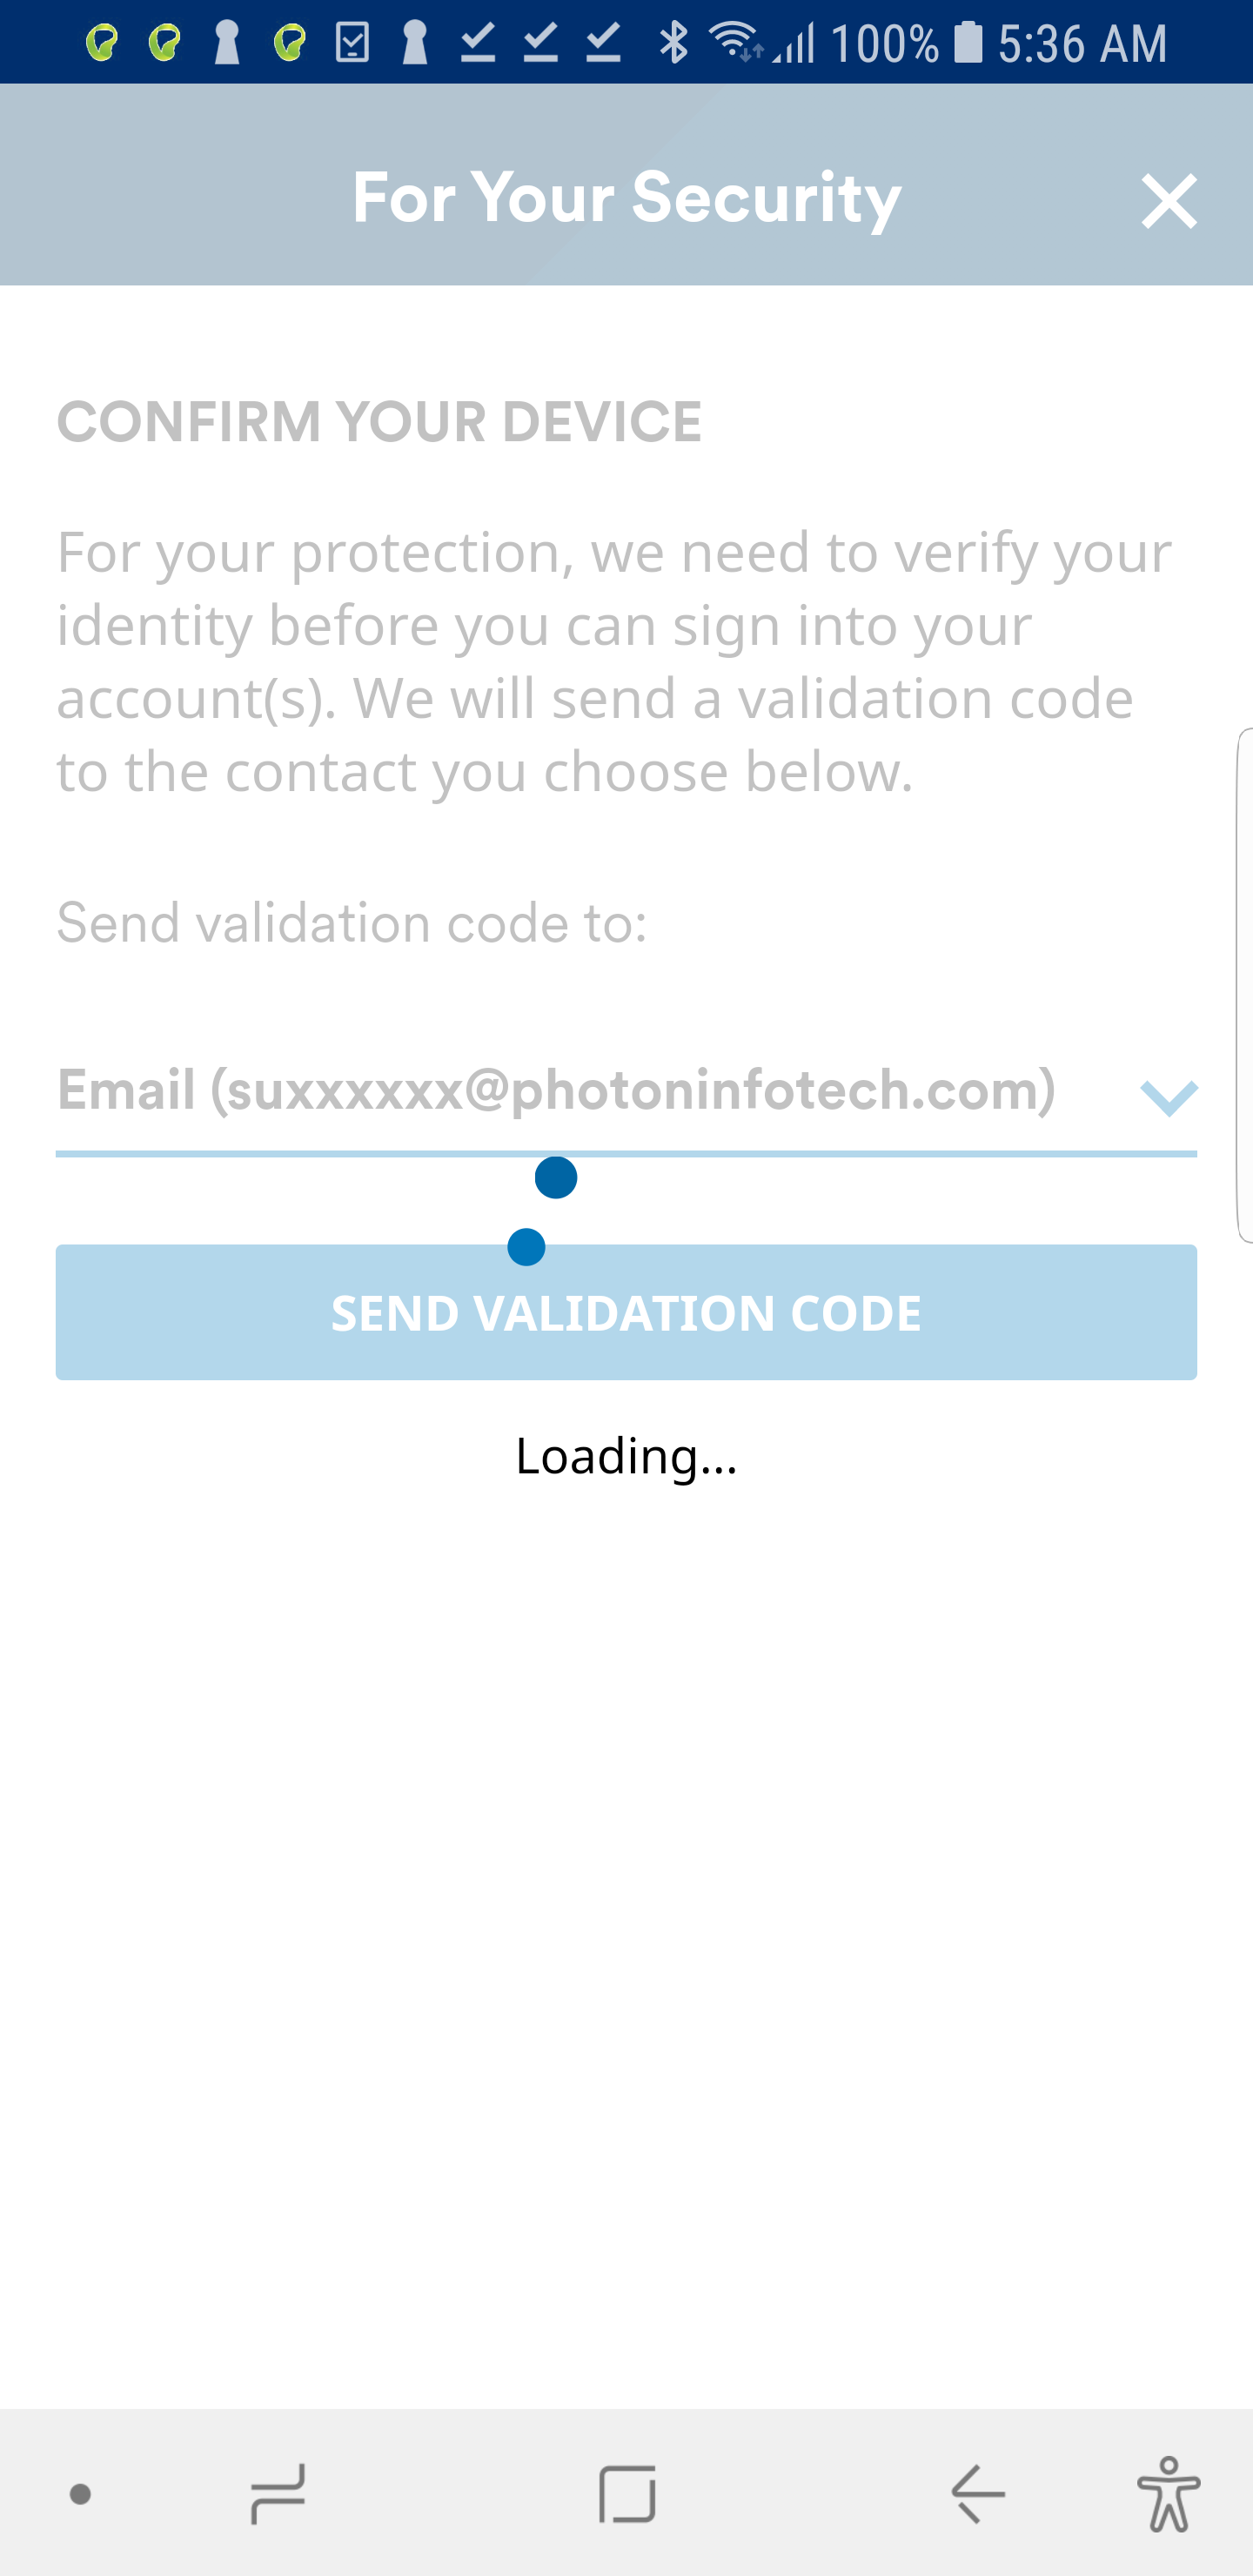 100% 5:36 AM
For Your Security
CONFIRM YOUR DEVICE
For your protection, we need to verify your
identity before you can sign into your
account(s). We will send a validation code
to the contact you choose below.
Send validation code to:
Email (suxxxxxx@photoninfotech.com)
SEND VALIDATION CODE
Loading...